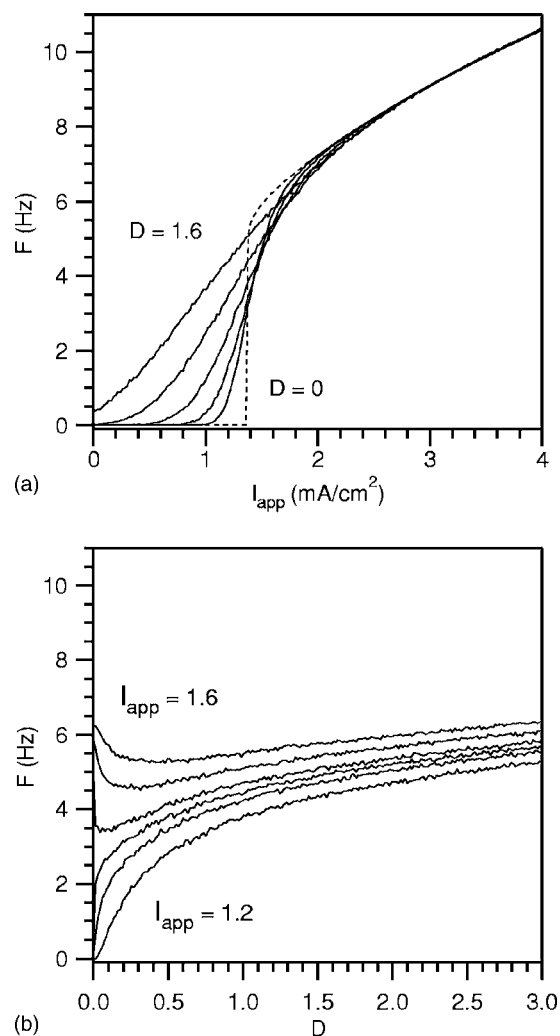 10
8
6
4
2
0
F (Hz)
D = 1.6
D = 0
0
1
2
3
4
I_app (mA/cm²)
(a)
10
8
6
4
2
0
F (Hz)
I_app = 1.6
I_app = 1.2
0.0
0.5
1.0
1.5
2.0
2.5
3.0
D
(b)